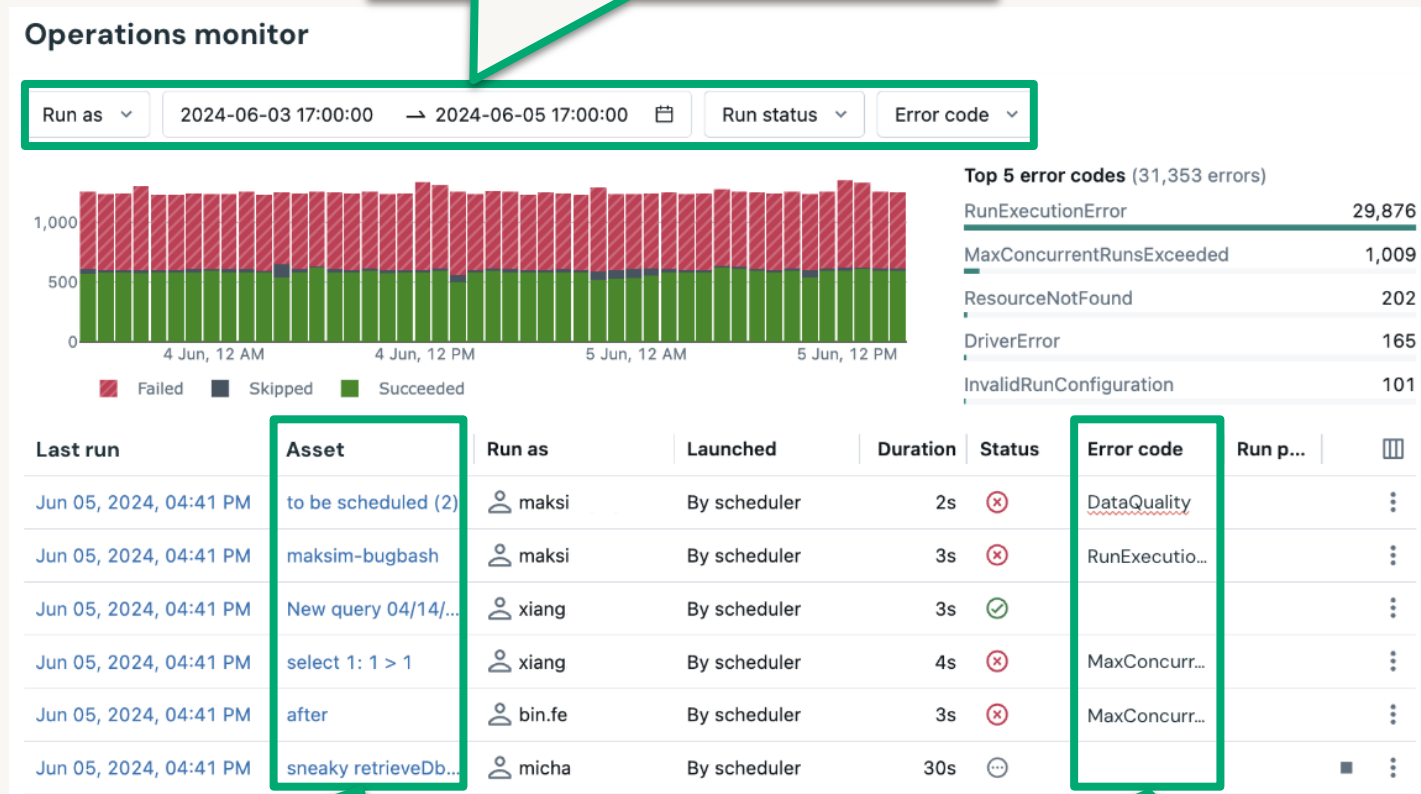 Operations monitor
Run as 2024-06-03 17:00:00 → 2024-06-05 17:00:00 Run status Error code
Top 5 error codes (31,353 errors)
RunExecutionError 29,876
MaxConcurrentRunsExceeded 1,009
ResourceNotFound 202
DriverError 165
InvalidRunConfiguration 101
1,000
500
0
4 Jun, 12 AM 4 Jun, 12 PM 5 Jun, 12 AM 5 Jun, 12 PM
Failed Skipped Succeeded
Last run Asset Run as Launched Duration Status Error code Run p...
Jun 05, 2024, 04:41 PM to be scheduled (2) maksi By scheduler 2s DataQuality
Jun 05, 2024, 04:41 PM maksim-bugbash maksi By scheduler 3s RunExecutio...
Jun 05, 2024, 04:41 PM New query 04/14/... xiang By scheduler 3s
Jun 05, 2024, 04:41 PM select 1: 1 > 1 xiang By scheduler 4s MaxConcurr...
Jun 05, 2024, 04:41 PM after bin.fe By scheduler 3s MaxConcurr...
Jun 05, 2024, 04:41 PM sneaky retrieveDb... micha By scheduler 30s